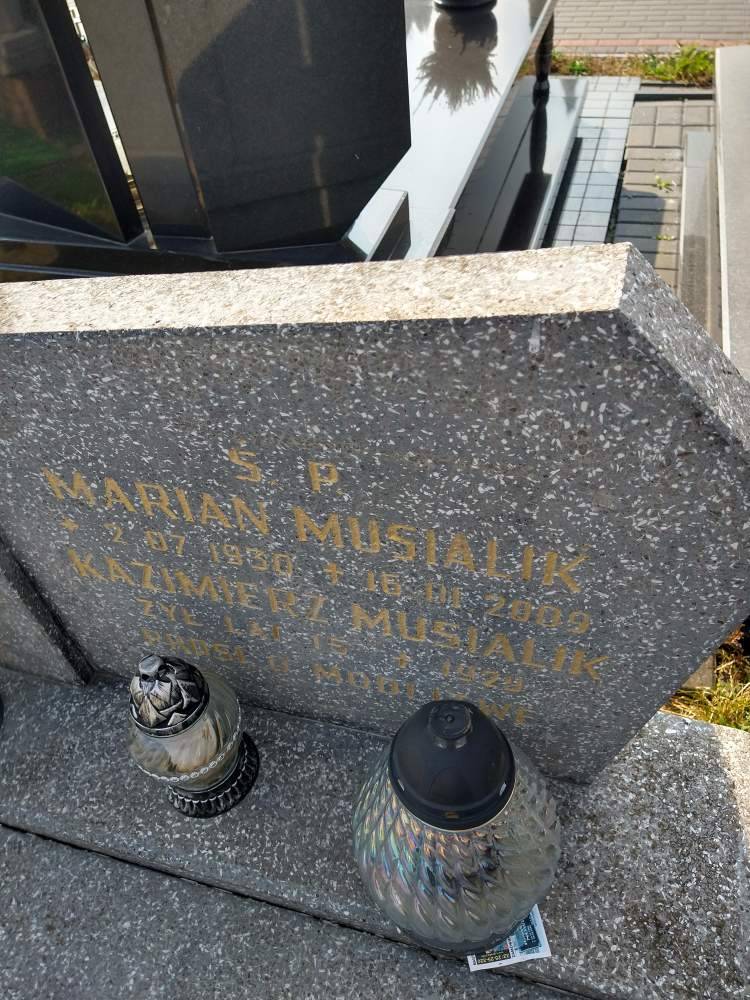 Ś. P.
MARIAN MUSIALIK
* 2 07 1930 + 16 III 2009
KAZIMIERZ MUSIALIK
ŻYŁ LAT 15 + 1929
PROSI O MODLITWĘ